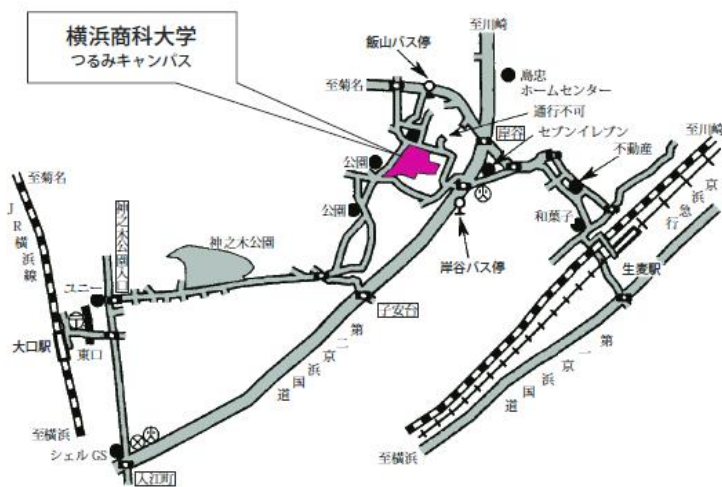 横浜商科大学
つるみキャンパス
至川崎
飯山バス停
島忠
ホームセンター
至菊名
通行不可
岸谷
セブンイレブン
至川崎
不動産
公園
至菊名
京浜急行
JR横浜線
神之木公園入口
公園
和菓子
神之木公園
岸谷バス停
生麦駅
ユニー
子安台
大口駅
東口
第二京浜国道
第一京浜国道
至横浜
シェルGS
入江町
至横浜